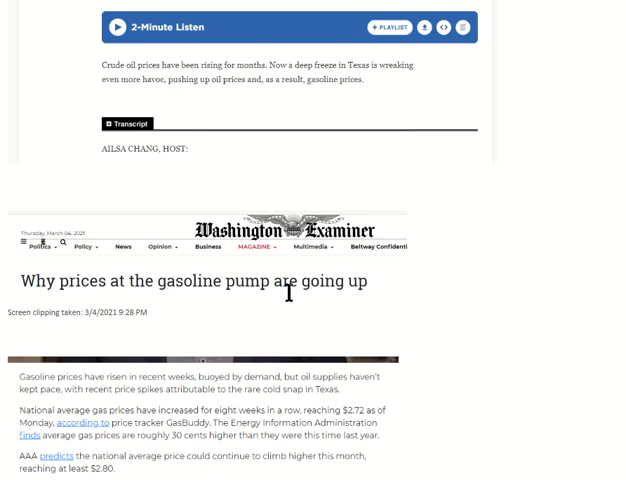 2-Minute Listen
+ PLAYLIST
Crude oil prices have been rising for months. Now a deep freeze in Texas is wreaking
even more havoc, pushing up oil prices and, as a result, gasoline prices.
Transcript
AILSA CHANG, HOST:
Washington Examiner
Thursday, March 04, 2021
Politics Policy News Opinion Business MAGAZINE Multimedia Beltway Confidenti
Why prices at the gasoline pump are going up
Screen clipping taken: 3/4/2021 9:28 PM
Gasoline prices have risen in recent weeks, buoyed by demand, but oil supplies haven't
kept pace, with recent price spikes attributable to the rare cold snap in Texas.
National average gas prices have increased for eight weeks in a row, reaching $2.72 as of
Monday, according to price tracker GasBuddy. The Energy Information Administration
finds average gas prices are roughly 30 cents higher than they were this time last year.
AAA predicts the national average price could continue to climb higher this month,
reaching at least $2.80.